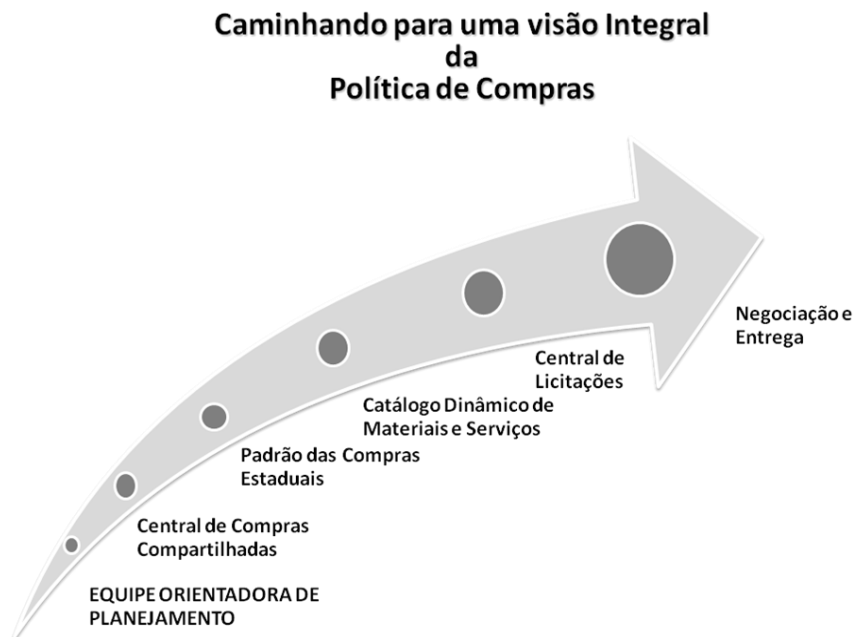 Caminhando para uma visão Integral
da
Política de Compras
Negociação e
Entrega
Central de
Licitações
Catálogo Dinâmico de
Materiais e Serviços
Padrão das Compras
Estaduais
Central de Compras
Compartilhadas
EQUIPE ORIENTADORA DE
PLANEJAMENTO